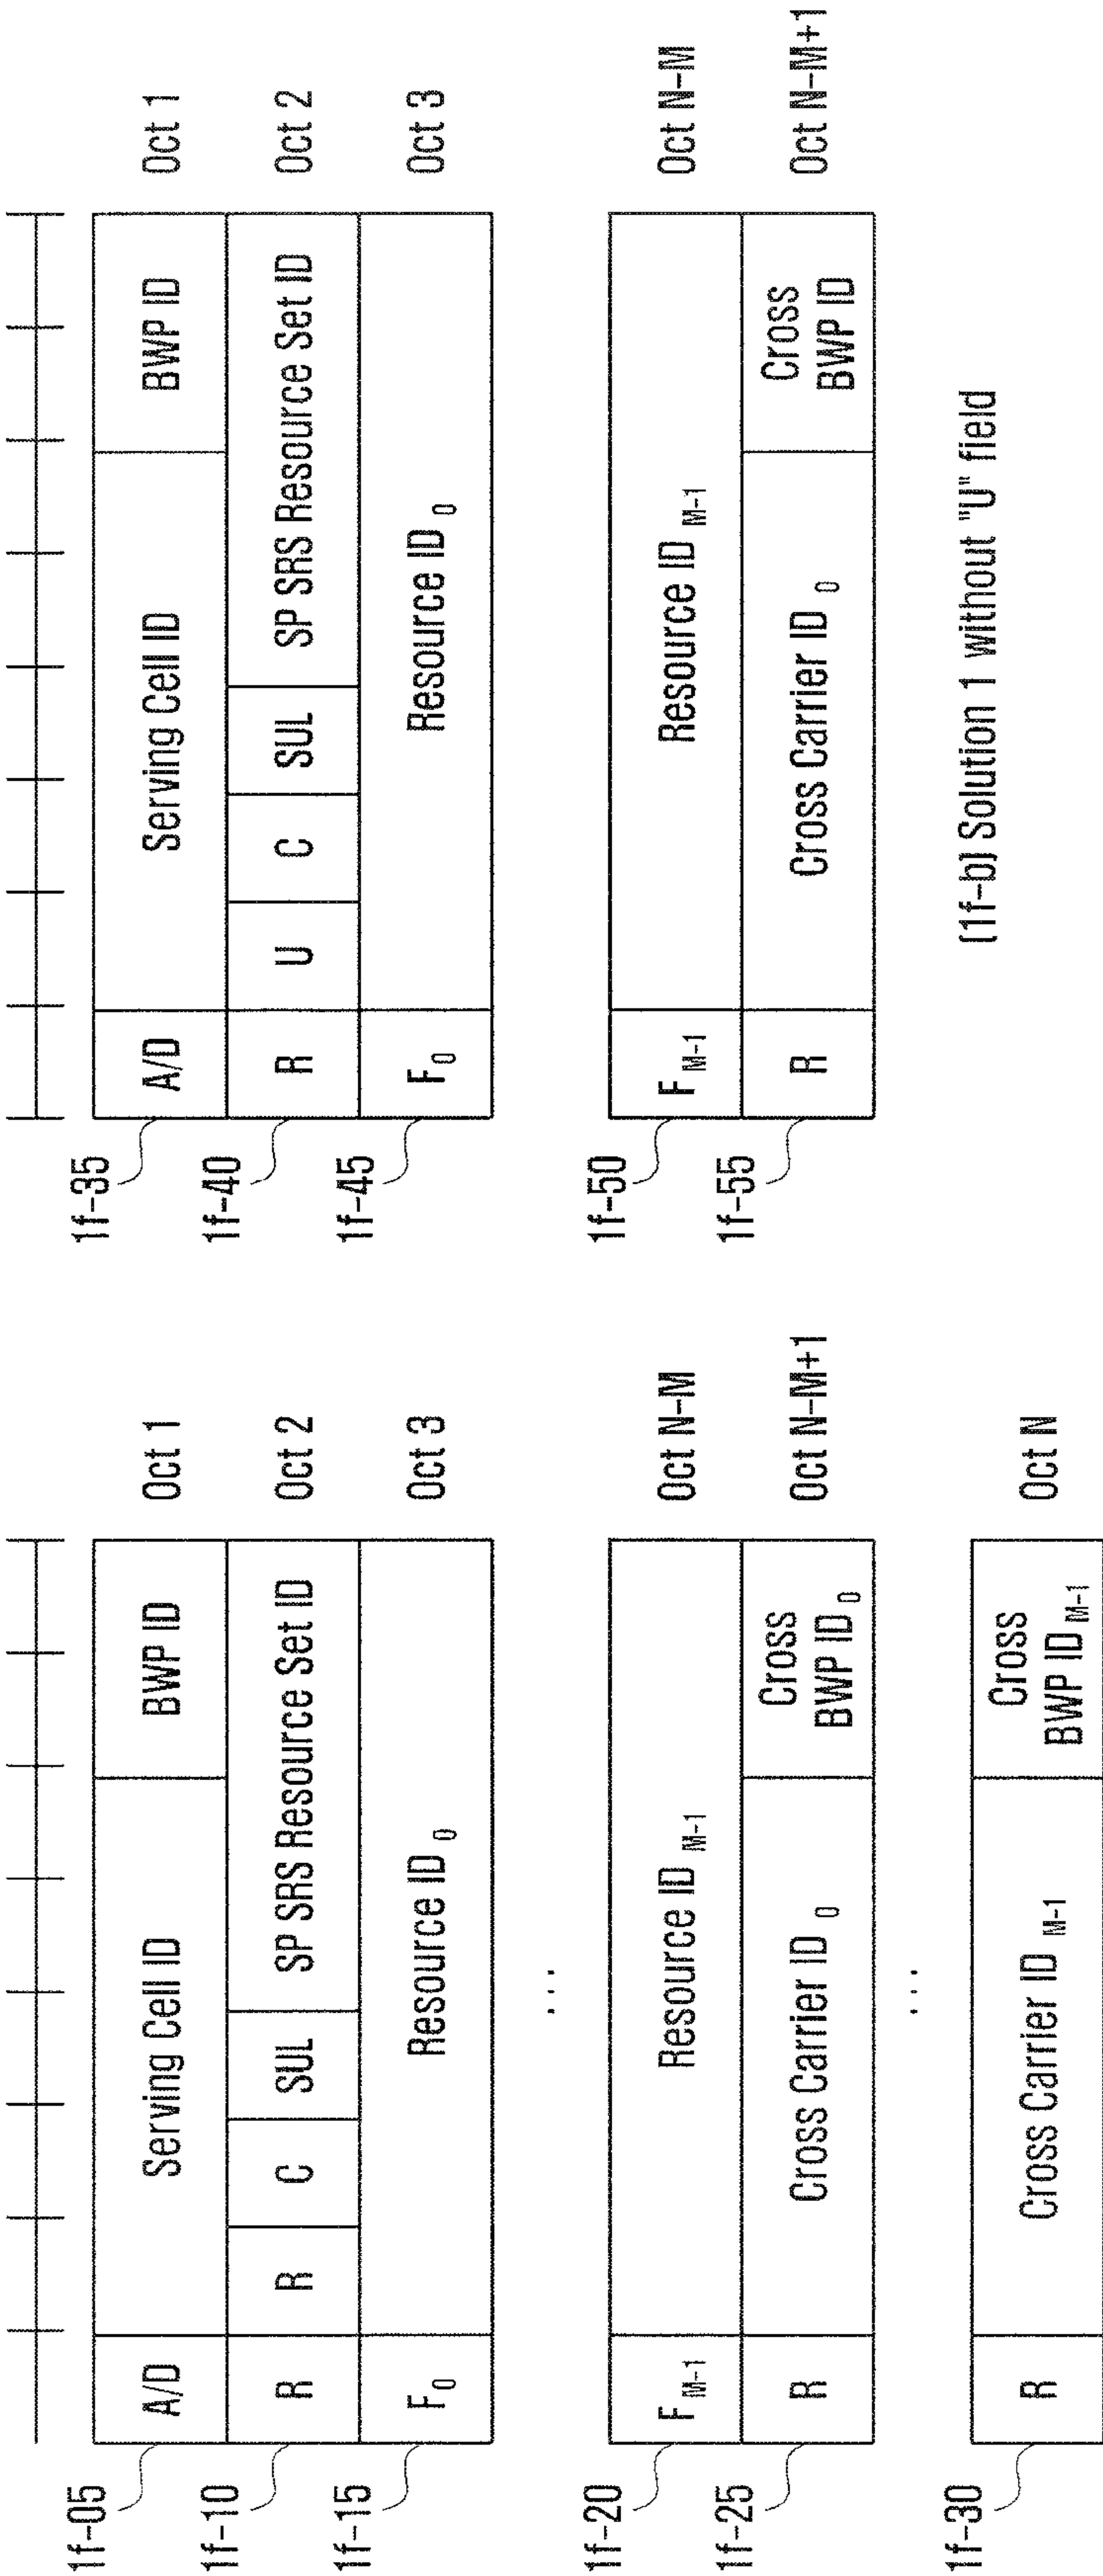 1f-05 A/D Serving Cell ID BWP ID Oct 1
1f-10 R R C SUL SP SRS Resource Set ID Oct 2
1f-15 F0 Resource ID 0 Oct 3
...
1f-20 F M-1 Resource ID M-1 Oct N-M
1f-25 R Cross Carrier ID 0 Cross BWP ID 0 Oct N-M+1
...
1f-30 R Cross Carrier ID M-1 Cross BWP ID M-1 Oct N
1f-35 A/D Serving Cell ID BWP ID Oct 1
1f-40 R U C SUL SP SRS Resource Set ID Oct 2
1f-45 F0 Resource ID 0 Oct 3
1f-50 F M-1 Resource ID M-1 Oct N-M
1f-55 R Cross Carrier ID 0 Cross BWP ID Oct N-M+1
(1f-b) Solution 1 without "U" field